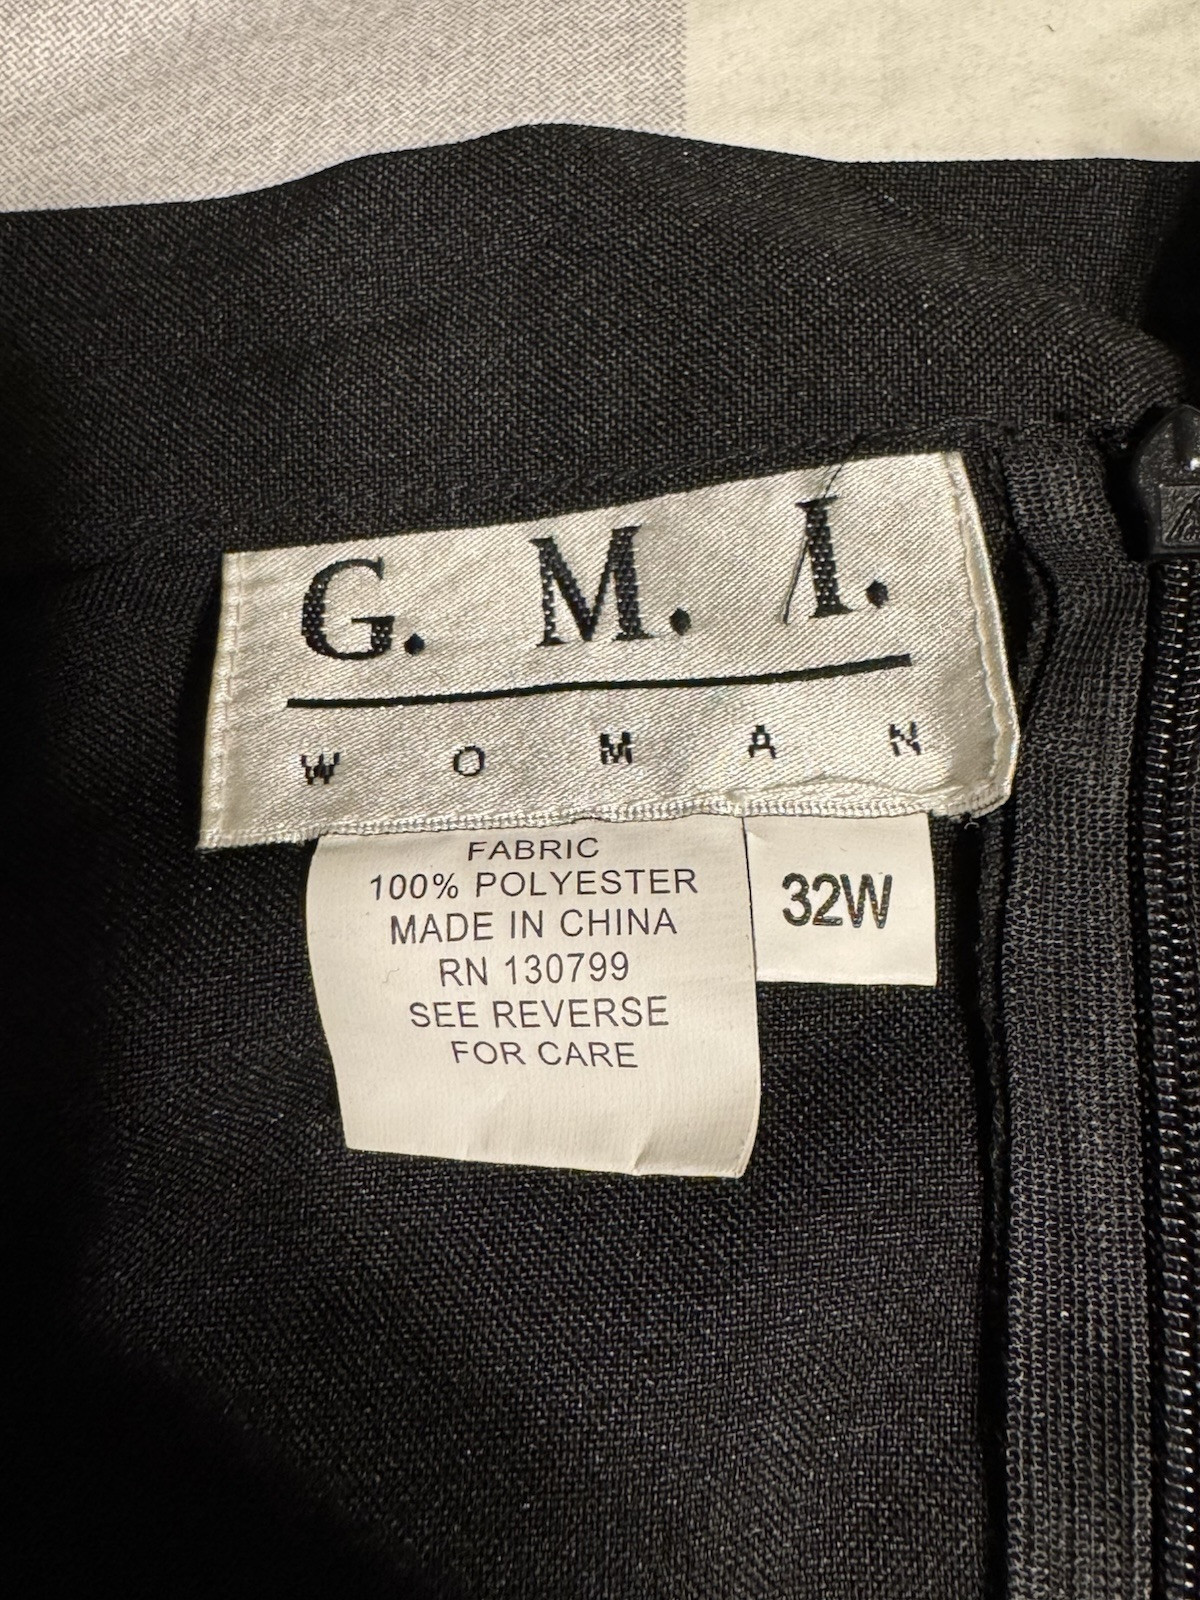 G. M. I.
WOMAN
FABRIC
100% POLYESTER
MADE IN CHINA
RN 130799
SEE REVERSE
FOR CARE
32W